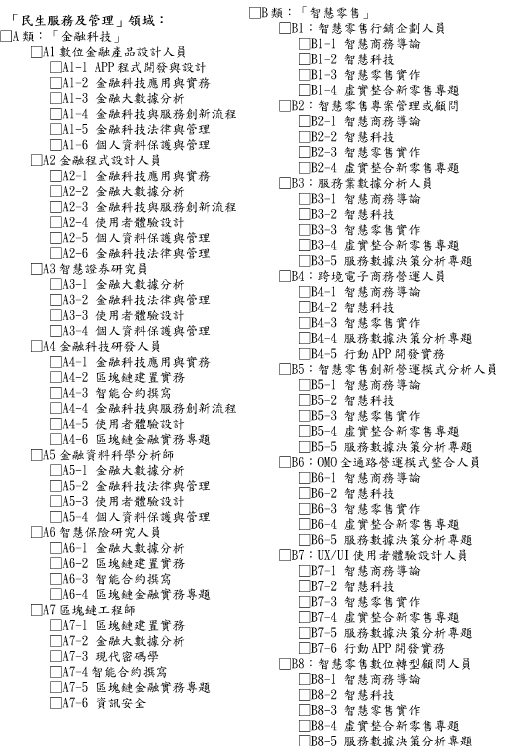 「民生服務及管理」領域：
□A 類：「金融科技」
□A1 數位金融產品設計人員
□A1-1 APP 程式開發與設計
□A1-2 金融科技應用與實務
□A1-3 金融大數據分析
□A1-4 金融科技與服務創新流程
□A1-5 金融科技法律與管理
□A1-6 個人資料保護與管理
□A2 金融程式設計人員
□A2-1 金融科技應用與實務
□A2-2 金融大數據分析
□A2-3 金融科技與服務創新流程
□A2-4 使用者體驗設計
□A2-5 個人資料保護與管理
□A2-6 金融科技法律與管理
□A3 智慧證券研究員
□A3-1 金融大數據分析
□A3-2 金融科技法律與管理
□A3-3 使用者體驗設計
□A3-4 個人資料保護與管理
□A4 金融科技研發人員
□A4-1 金融科技應用與實務
□A4-2 區塊鏈建置實務
□A4-3 智能合約撰寫
□A4-4 金融科技與服務創新流程
□A4-5 使用者體驗設計
□A4-6 區塊鏈金融實務專題
□A5 金融資料科學分析師
□A5-1 金融大數據分析
□A5-2 金融科技法律與管理
□A5-3 使用者體驗設計
□A5-4 個人資料保護與管理
□A6 智慧保險研究人員
□A6-1 金融大數據分析
□A6-2 區塊鏈建置實務
□A6-3 智能合約撰寫
□A6-4 區塊鏈金融實務專題
□A7 區塊鏈工程師
□A7-1 區塊鏈建置實務
□A7-2 金融大數據分析
□A7-3 現代密碼學
□A7-4 智能合約撰寫
□A7-5 區塊鏈金融實務專題
□A7-6 資訊安全
□B 類：「智慧零售」
□B1：智慧零售行銷企劃人員
□B1-1 智慧商務導論
□B1-2 智慧科技
□B1-3 智慧零售實作
□B1-4 虛實整合新零售專題
□B2：智慧零售專案管理或顧問
□B2-1 智慧商務導論
□B2-2 智慧科技
□B2-3 智慧零售實作
□B2-4 虛實整合新零售專題
□B3：服務業數據分析人員
□B3-1 智慧商務導論
□B3-2 智慧科技
□B3-3 智慧零售實作
□B3-4 虛實整合新零售專題
□B3-5 服務數據決策分析專題
□B4：跨境電子商務營運人員
□B4-1 智慧商務導論
□B4-2 智慧科技
□B4-3 智慧零售實作
□B4-4 服務數據決策分析專題
□B4-5 行動 APP 開發實務
□B5：智慧零售創新營運模式分析人員
□B5-1 智慧商務導論
□B5-2 智慧科技
□B5-3 智慧零售實作
□B5-4 虛實整合新零售專題
□B5-5 服務數據決策分析專題
□B6：OMO 全通路營運模式整合人員
□B6-1 智慧商務導論
□B6-2 智慧科技
□B6-3 智慧零售實作
□B6-4 虛實整合新零售專題
□B6-5 服務數據決策分析專題
□B7：UX/UI 使用者體驗設計人員
□B7-1 智慧商務導論
□B7-2 智慧科技
□B7-3 智慧零售實作
□B7-4 虛實整合新零售專題
□B7-5 服務數據決策分析專題
□B7-6 行動 APP 開發實務
□B8：智慧零售數位轉型顧問人員
□B8-1 智慧商務導論
□B8-2 智慧科技
□B8-3 智慧零售實作
□B8-4 虛實整合新零售專題
□B8-5 服務數據決策分析專題